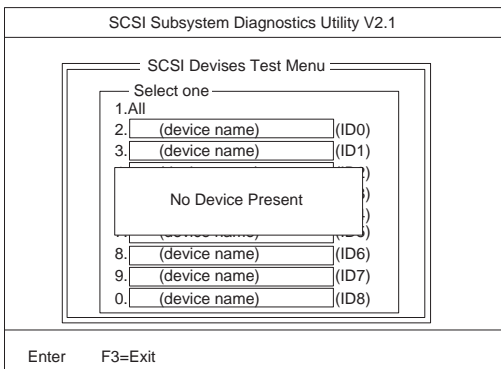 SCSI Subsystem Diagnostics Utility V2.1
SCSI Devises Test Menu
Select one
1.All
2. (device name) (ID0)
3. (device name) (ID1)
No Device Present
8. (device name) (ID6)
9. (device name) (ID7)
0. (device name) (ID8)
Enter F3=Exit